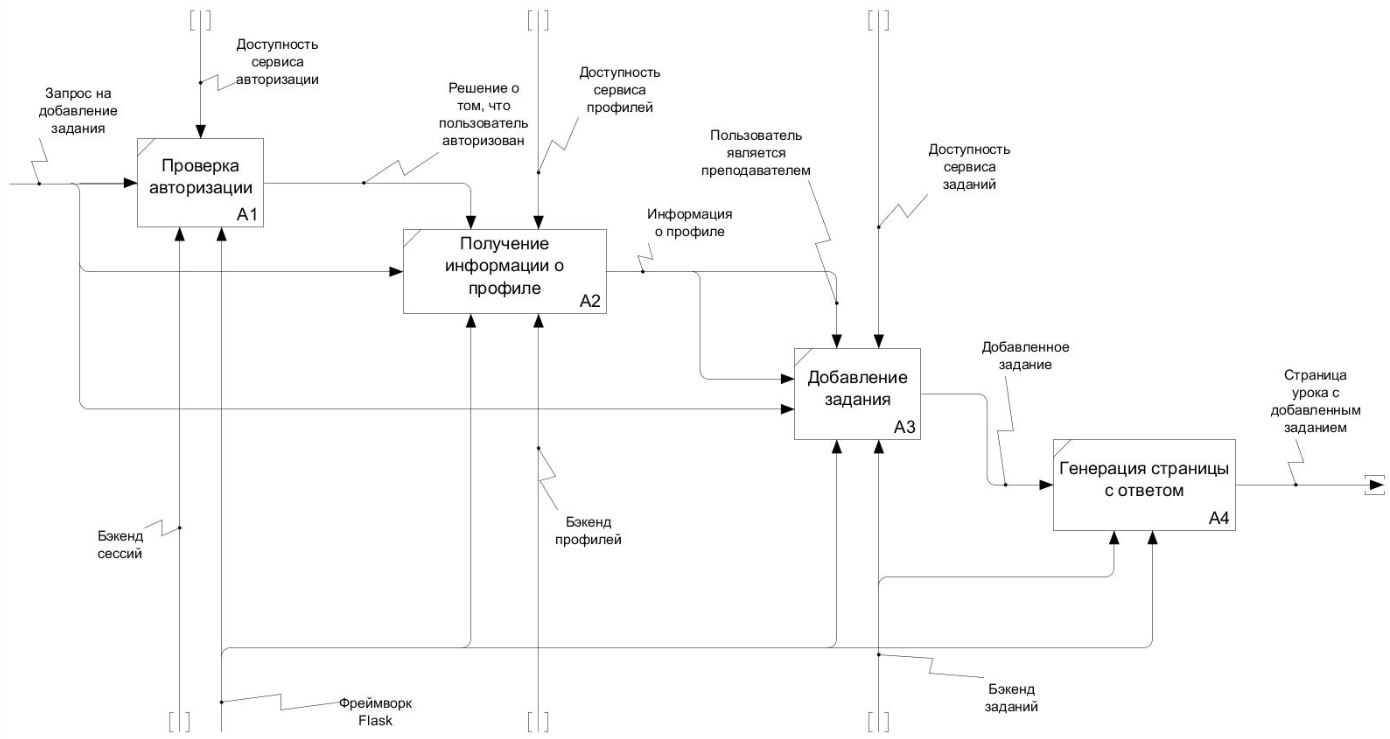 Доступность
сервиса
авторизации
Запрос на
добавление
задания
Решение о
том, что
пользователь
авторизован
Доступность
сервиса
профилей
Пользователь
является
преподавателем
Доступность
сервиса
заданий
Проверка
авторизации
A1
Информация
о профиле
Получение
информации о
профиле
A2
Добавление
задания
A3
Добавленное
задание
Страница
урока с
добавленным
заданием
Генерация страницы
с ответом
A4
Бэкенд
сессий
Бэкенд
профилей
Фреймворк
Flask
Бэкенд
заданий